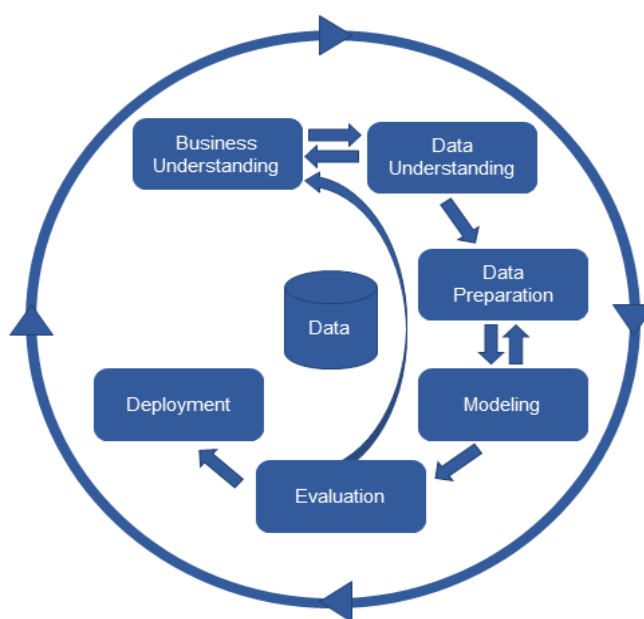 Business
Understanding
Data
Understanding
Data
Preparation
Data
Deployment
Modeling
Evaluation